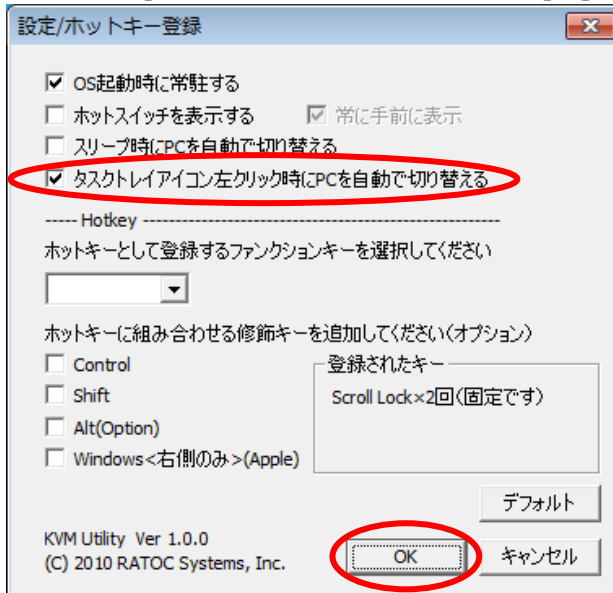 設定/ホットキー登録
OS起動時に常駐する
ホットスイッチを表示する 常に手前に表示
スリープ時にPCを自動で切り替える
タスクトレイアイコン左クリック時にPCを自動で切り替える
----- Hotkey -----------------------------------------------------
ホットキーとして登録するファンクションキーを選択してください
ホットキーに組み合わせる修飾キーを追加してください(オプション)
Control
登録されたキー
Shift
Scroll Lock×2回(固定です)
Alt(Option)
Windows<右側のみ>(Apple)
デフォルト
KVM Utility Ver 1.0.0
(C) 2010 RATOC Systems, Inc.
OK
キャンセル